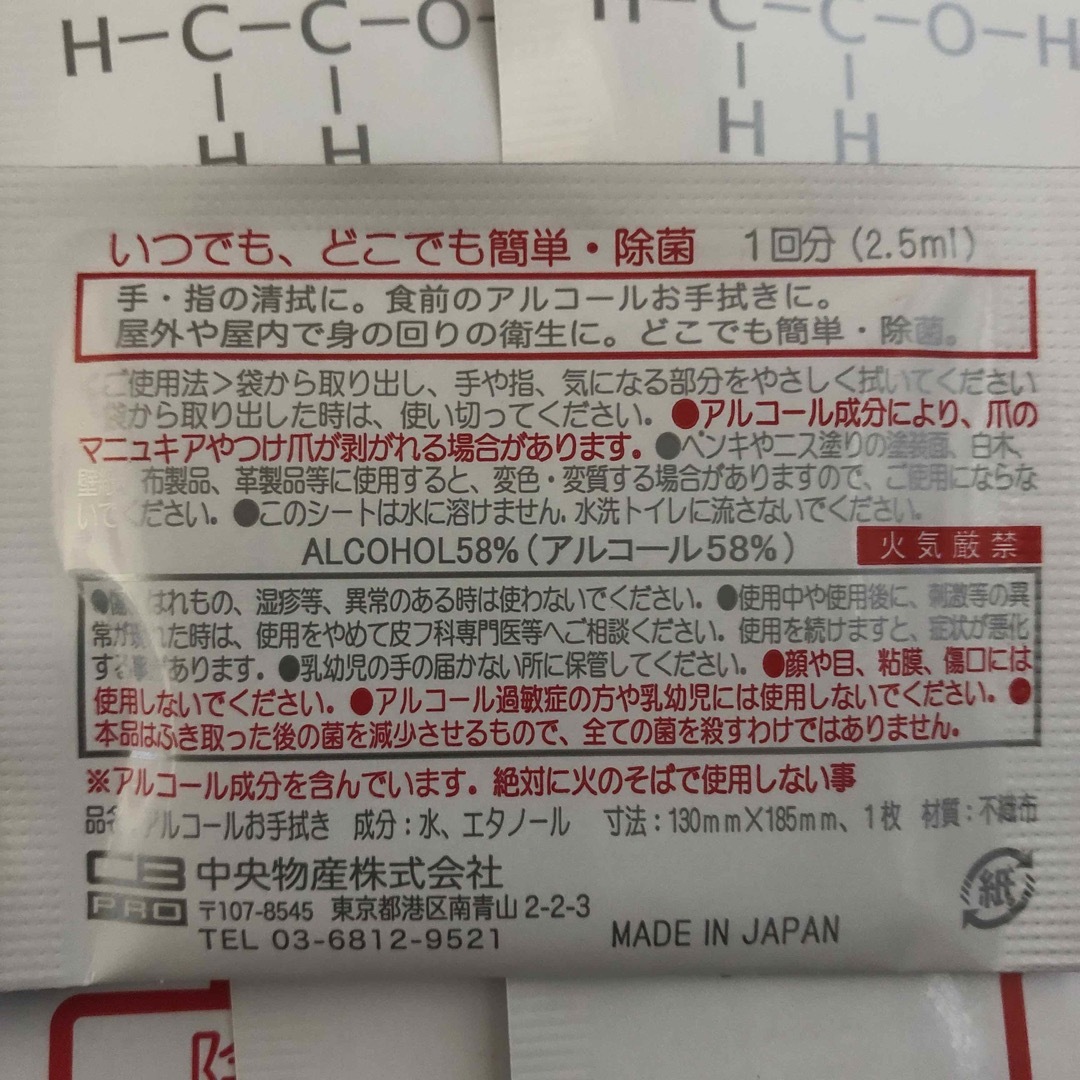 H-C-C-O
H H
H-C-C-O-H
H H
いつでも、どこでも簡単・除菌 1回分(2.5ml)
手・指の清拭に。食前のアルコールお手拭きに。
屋外や屋内で身の回りの衛生に。どこでも簡単・除菌。
ご使用法>袋から取り出し、手や指、気になる部分をやさしく拭いてください
袋から取り出した時は、使い切ってください。●アルコール成分により、爪の
マニュキアやつけ爪が剥がれる場合があります。●ペンキやニス塗りの塗装面、白木、
布製品、革製品等に使用すると、変色・変質する場合がありますので、ご使用にならな
いでください。●このシートは水に溶けません。水洗トイレに流さないでください。
ALCOHOL58%(アルコール58%) 火気厳禁
●傷、はれもの、湿疹等、異常のある時は使わないでください。●使用中や使用後に、刺激等の異
常が現れた時は、使用をやめて皮フ科専門医等へご相談ください。使用を続けますと、症状が悪化
する事があります。●乳幼児の手の届かない所に保管してください。●顔や目、粘膜、傷口には
使用しないでください。●アルコール過敏症の方や乳幼児には使用しないでください。●
本品はふき取った後の菌を減少させるもので、全ての菌を殺すわけではありません。
※アルコール成分を含んでいます。絶対に火のそばで使用しない事
品名:アルコールお手拭き 成分:水、エタノール 寸法:130mm×185mm、1枚 材質:不織布
CB PRO 中央物産株式会社
〒107-8545 東京都港区南青山2-2-3
TEL 03-6812-9521 MADE IN JAPAN
紙
除